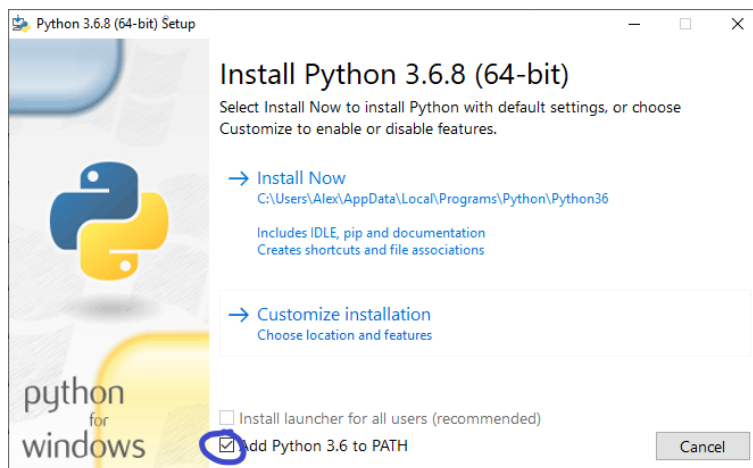 Python 3.6.8 (64-bit) Setup
Install Python 3.6.8 (64-bit)
Select Install Now to install Python with default settings, or choose
Customize to enable or disable features.
Install Now
C:\Users\Alex\AppData\Local\Programs\Python\Python36
Includes IDLE, pip and documentation
Creates shortcuts and file associations
Customize installation
Choose location and features
python
for
windows
Install launcher for all users (recommended)
Add Python 3.6 to PATH
Cancel